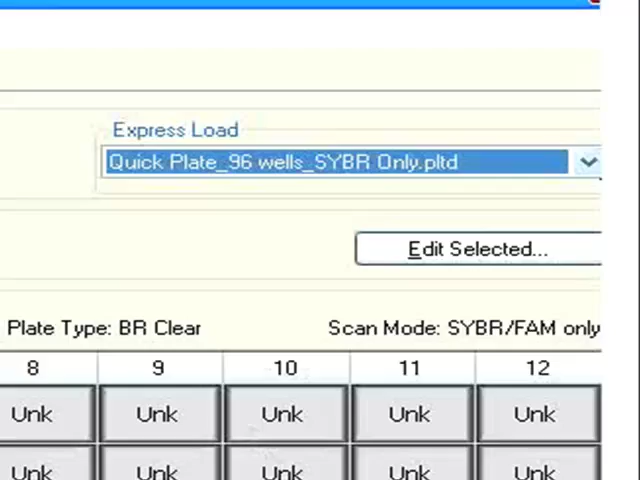 Express Load
Quick Plate_96 wells_SYBR Only.pltd
Edit Selected...
Plate Type: BR Clear Scan Mode: SYBR/FAM only
8 9 10 11 12
Unk Unk Unk Unk Unk
Unk Unk Unk Unk Unk